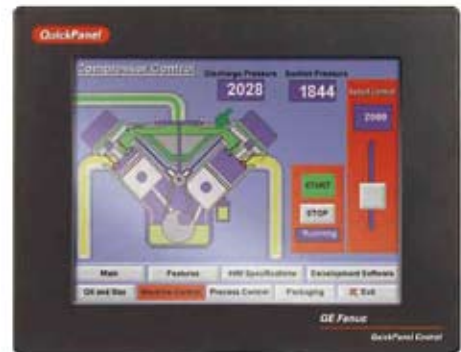 QuickPanel
Compressor Control
Discharge Pressure Suction Pressure
2028 1844
2000
START
STOP
Running
Main Features HMI Specifications Development Software
Oil and Gas Machine Control Process Control Packaging Exit
GE Fanuc
QuickPanel Control